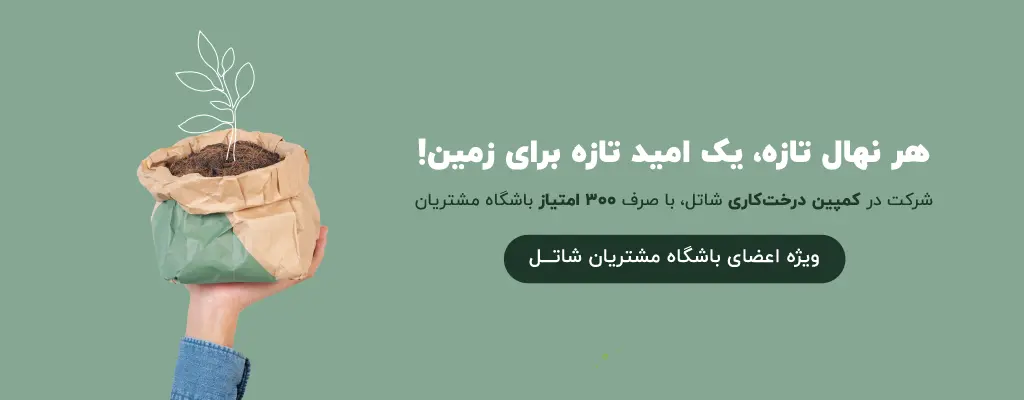 هر نهال تازه، یک امید تازه برای زمین!
شرکت در کمپین درخت‌کاری شاتل، با صرف ۳۰۰ امتیاز باشگاه مشتریان
ویژه اعضای باشگاه مشتریان شاتــل